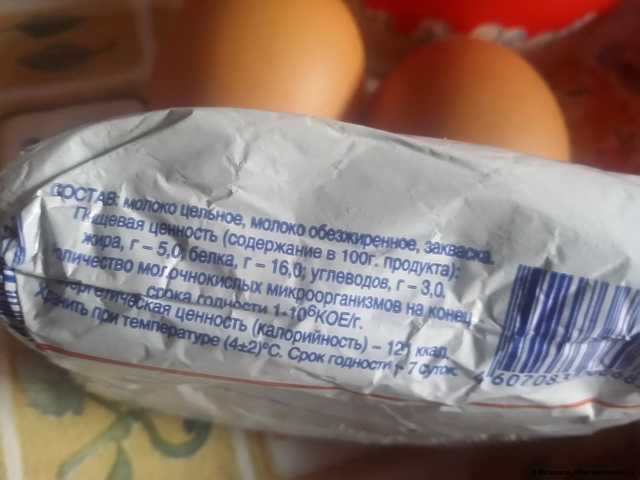 СОСТАВ: молоко цельное, молоко обезжиренное, закваска.
Пищевая ценность (содержание в 100г. продукта):
жира, г – 5,0; белка, г – 16,0; углеводов, г – 3,0.
количество молочнокислых микроорганизмов на конец
срока годности 1·10⁶КОЕ/г.
энергетическая ценность (калорийность) – 121 ккал
Хранить при температуре (4±2)°С. Срок годности - 7 суток.